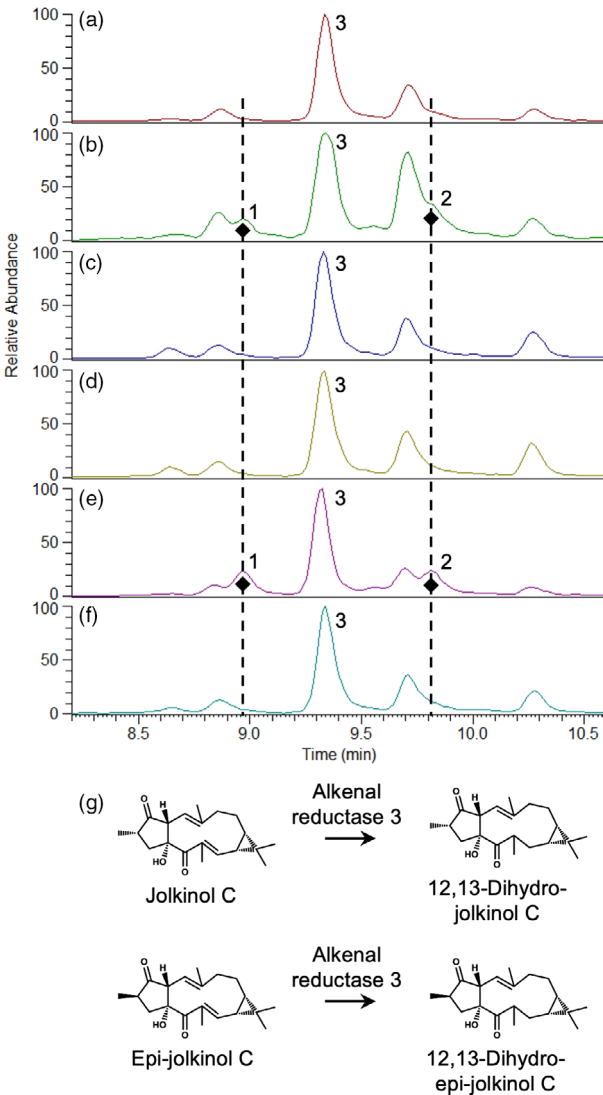 (a)
3
100
50
0
(b)
1
3
2
100
50
0
(c)
3
100
50
0
(d)
3
100
50
0
(e)
1
3
2
100
50
0
(f)
3
100
50
0
Relative Abundance
8.5 9.0 9.5 10.0 10.5
Time (min)
(g)
O
H
HO
O
Jolkinol C
Alkenal
reductase 3
O
H
HO
O
12,13-Dihydro-
jolkinol C
O
H
HO
O
Epi-jolkinol C
Alkenal
reductase 3
O
H
HO
O
12,13-Dihydro-
epi-jolkinol C